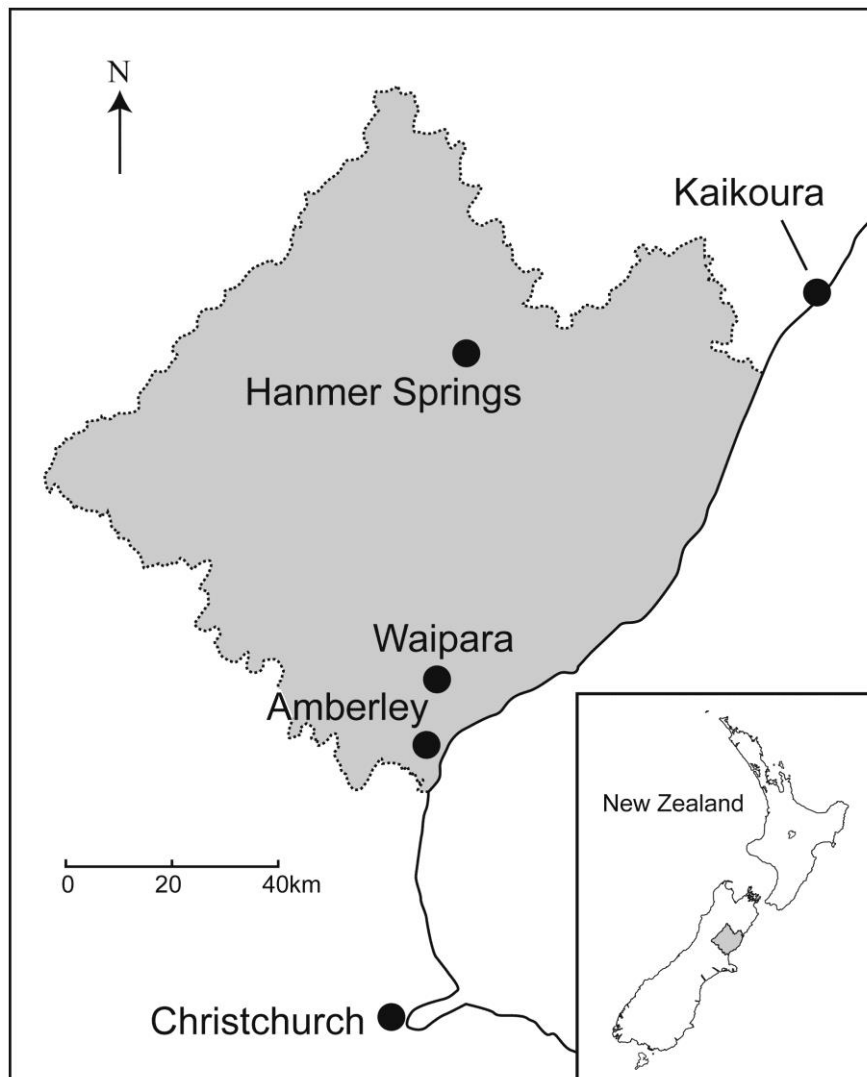 N
Kaikoura
Hanmer Springs
Waipara
Amberley
New Zealand
0 20 40km
Christchurch